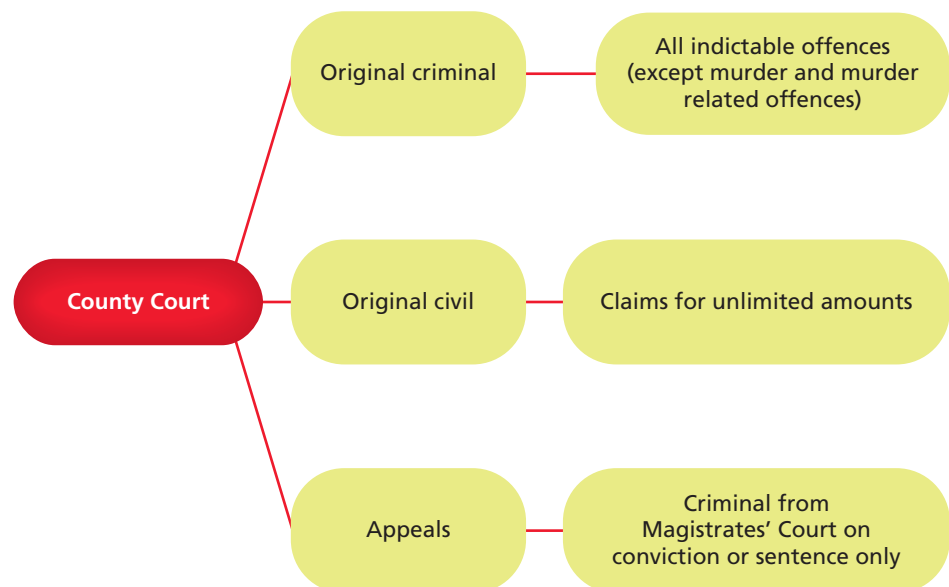 County Court
Original criminal
All indictable offences
(except murder and murder
related offences)
Original civil
Claims for unlimited amounts
Appeals
Criminal from
Magistrates’ Court on
conviction or sentence only